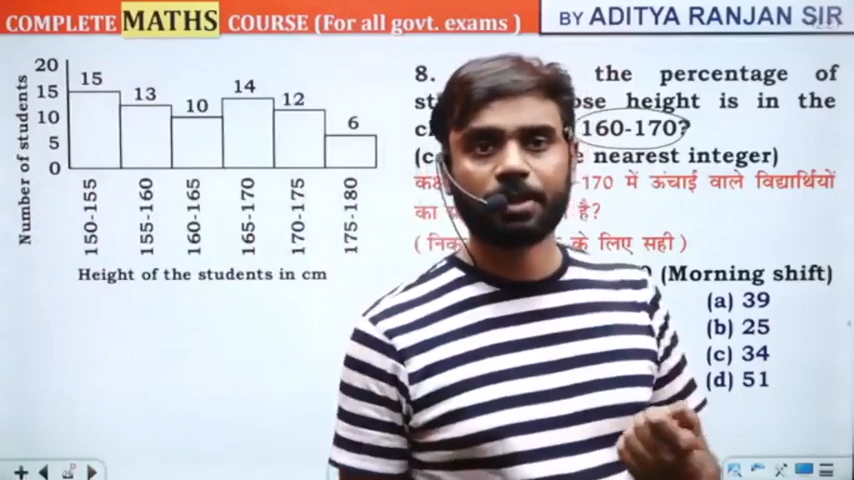 COMPLETE MATHS COURSE (For all govt. exams)
BY ADITYA RANJAN SIR
Number of students
20
15
10
5
0
15
13
10
14
12
6
150-155
155-160
160-165
165-170
170-175
175-180
Height of the students in cm
8. the percentage of
height is in the
160-170?
nearest integer)
170 में ऊंचाई वाले विद्यार्थियों
का है?
के लिए सही )
(Morning shift)
(a) 39
(b) 25
(c) 34
(d) 51